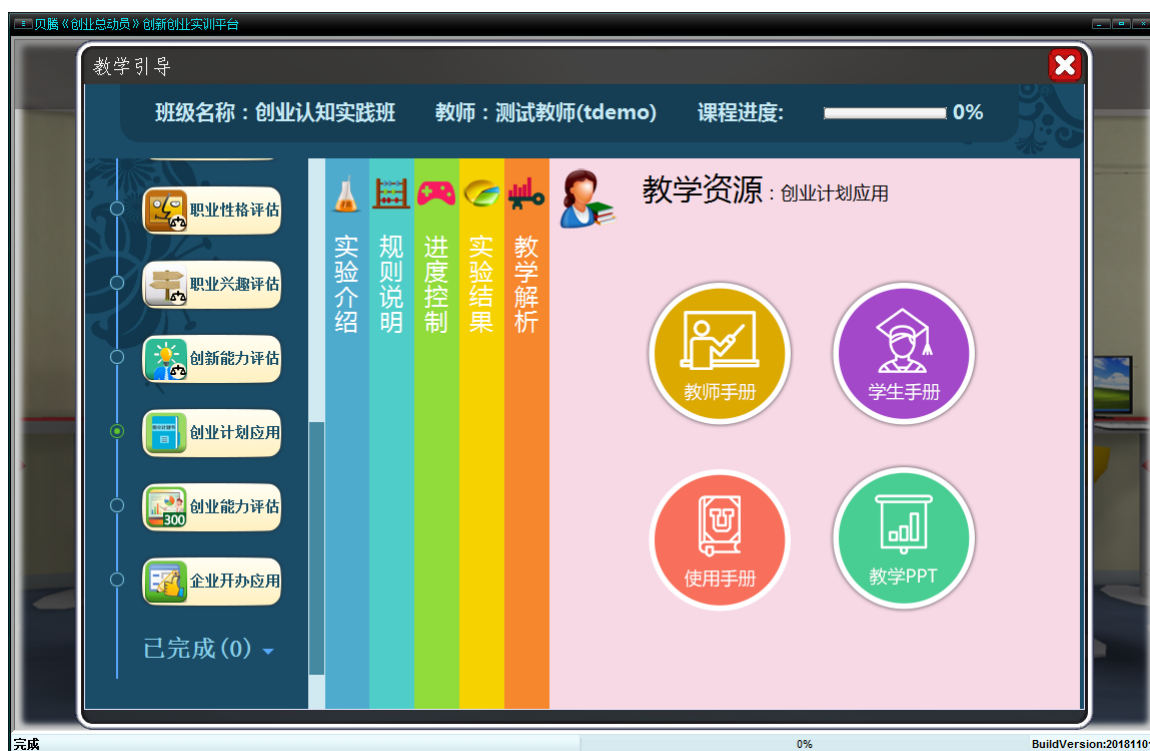 贝腾《创业总动员》创新创业实训平台
教学引导
班级名称：创业认知实践班 教师：测试教师(tdemo) 课程进度: 0%
职业性格评估
职业兴趣评估
创新能力评估
创业计划应用
300
创业能力评估
企业开办应用
已完成(0)
实验介绍
规则说明
进度控制
实验结果
教学解析
教学资源：创业计划应用
教师手册
学生手册
使用手册
教学PPT
完成
0%
BuildVersion:2018110